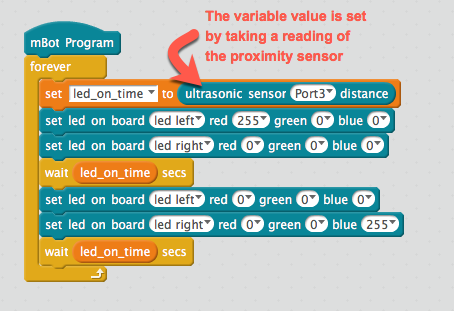 The variable value is set
by taking a reading of
the proximity sensor
mBot Program
forever
set led_on_time to ultrasonic sensor Port3 distance
set led on board led left red 255 green 0 blue 0
set led on board led right red 0 green 0 blue 0
wait led_on_time secs
set led on board led left red 0 green 0 blue 0
set led on board led right red 0 green 0 blue 255
wait led_on_time secs